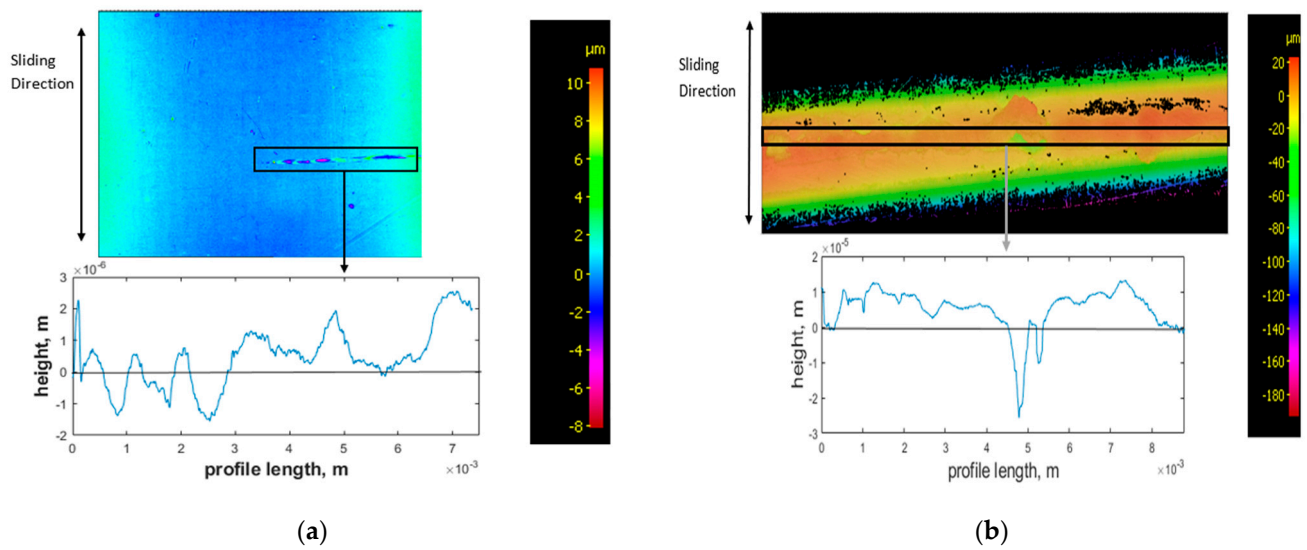 Sliding
Direction
µm
10
8
6
4
2
0
-2
-4
-6
-8
×10⁻⁶
3
2
1
0
-1
-2
height, m
0 1 2 3 4 5 6 7
profile length, m
×10⁻³
(a)
Sliding
Direction
µm
20
0
-20
-40
-60
-80
-100
-120
-140
-160
-180
×10⁻⁵
2
1
0
-1
-2
-3
height, m
0 1 2 3 4 5 6 7 8
profile length, m
×10⁻³
(b)